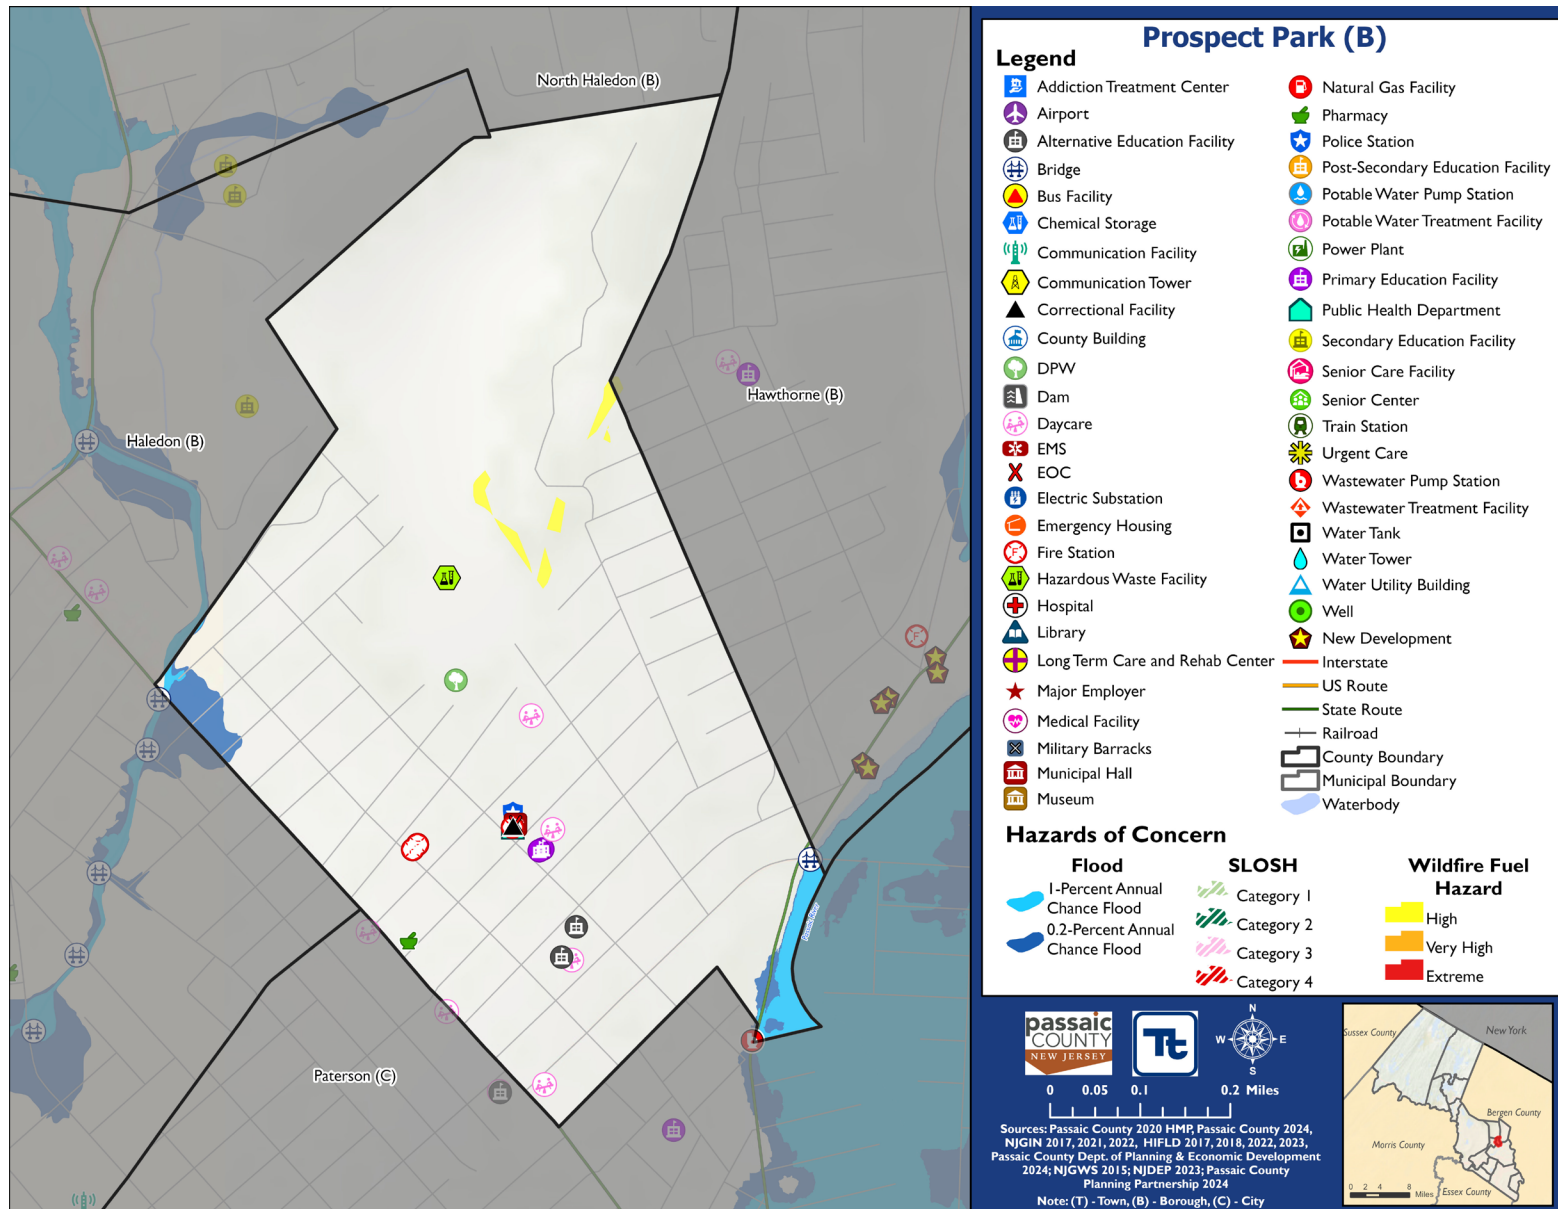 North Haledon (B)
Hawthorne (B)
Haledon (B)
Passaic River
Paterson (C)
Prospect Park (B)
Legend
Addiction Treatment Center
Airport
Alternative Education Facility
Bridge
Bus Facility
Chemical Storage
Communication Facility
Communication Tower
Correctional Facility
County Building
DPW
Dam
Daycare
EMS
EOC
Electric Substation
Emergency Housing
Fire Station
Hazardous Waste Facility
Hospital
Library
Long Term Care and Rehab Center
Major Employer
Medical Facility
Military Barracks
Municipal Hall
Museum
Natural Gas Facility
Pharmacy
Police Station
Post-Secondary Education Facility
Potable Water Pump Station
Potable Water Treatment Facility
Power Plant
Primary Education Facility
Public Health Department
Secondary Education Facility
Senior Care Facility
Senior Center
Train Station
Urgent Care
Wastewater Pump Station
Wastewater Treatment Facility
Water Tank
Water Tower
Water Utility Building
Well
New Development
Interstate
US Route
State Route
Railroad
County Boundary
Municipal Boundary
Waterbody
Hazards of Concern
Flood
1-Percent Annual
Chance Flood
0.2-Percent Annual
Chance Flood
SLOSH
Category 1
Category 2
Category 3
Category 4
Wildfire Fuel
Hazard
High
Very High
Extreme
passaic
COUNTY
NEW JERSEY
Tt
N
W E
S
0 0.05 0.1 0.2 Miles
Sources: Passaic County 2020 HMP, Passaic County 2024,
NJGIN 2017, 2021, 2022, HIFLD 2017, 2018, 2022, 2023,
Passaic County Dept. of Planning & Economic Development
2024; NJGWS 2015; NJDEP 2023; Passaic County
Planning Partnership 2024
Note: (T) - Town, (B) - Borough, (C) - City
Sussex County
New York
Bergen County
Morris County
Essex County
0 2 4 8 Miles